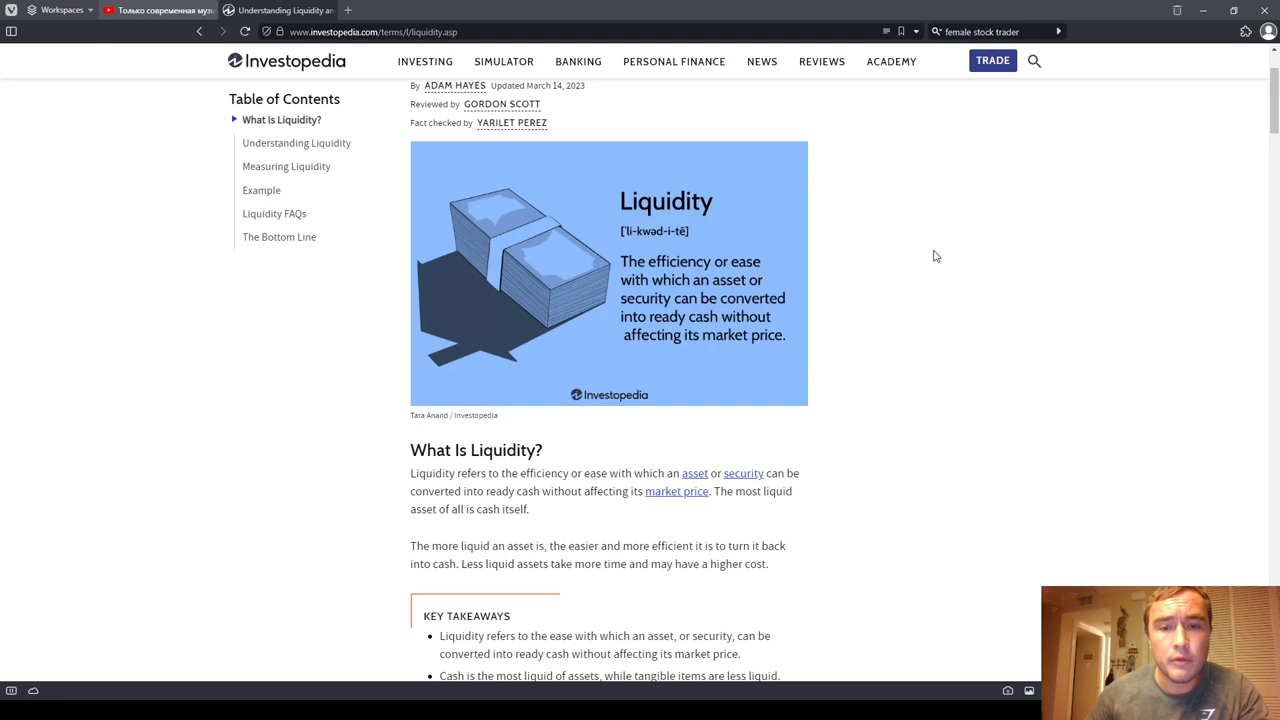 Workspaces
Только современная музы
Understanding Liquidity an
www.investopedia.com/terms/l/liquidity.asp
female stock trader
Investopedia
INVESTING
SIMULATOR
BANKING
PERSONAL FINANCE
NEWS
REVIEWS
ACADEMY
TRADE
Table of Contents
What Is Liquidity?
Understanding Liquidity
Measuring Liquidity
Example
Liquidity FAQs
The Bottom Line
By ADAM HAYES Updated March 14, 2023
Reviewed by GORDON SCOTT
Fact checked by YARILET PEREZ
Liquidity
[ˈli-kwəd-i-tē]
The efficiency or ease
with which an asset or
security can be converted
into ready cash without
affecting its market price.
Investopedia
Tara Anand / Investopedia
What Is Liquidity?
Liquidity refers to the efficiency or ease with which an asset or security can be
converted into ready cash without affecting its market price. The most liquid
asset of all is cash itself.
The more liquid an asset is, the easier and more efficient it is to turn it back
into cash. Less liquid assets take more time and may have a higher cost.
KEY TAKEAWAYS
Liquidity refers to the ease with which an asset, or security, can be
converted into ready cash without affecting its market price.
Cash is the most liquid of assets, while tangible items are less liquid.